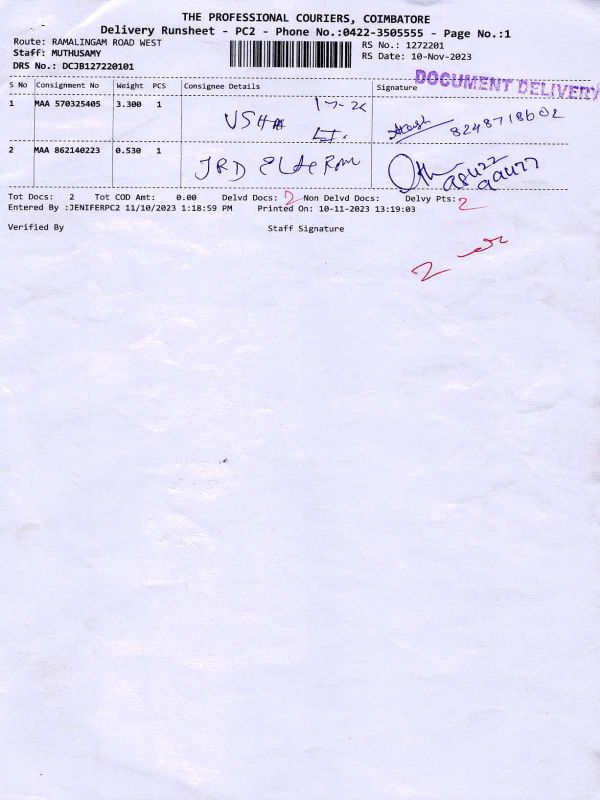 THE PROFESSIONAL COURIERS, COIMBATORE
Delivery Runsheet - PC2 - Phone No.:0422-3505555 - Page No.:1
Route: RAMALINGAM ROAD WEST
RS No.: 1272201
Staff: MUTHUSAMY
RS Date: 10-Nov-2023
DRS No.: DCJB127220101
DOCUMENT DELIVERY
S No Consignment No Weight PCS Consignee Details Signature
1 MAA 570325405 3.300 1 USHA 8248718602
2 MAA 862140223 0.530 1 JRD
Tot Docs: 2 Tot COD Amt: 0.00 Delvd Docs: 2 Non Delvd Docs: Delvy Pts: 2
Entered By :JENIFERPC2 11/10/2023 1:18:59 PM Printed On: 10-11-2023 13:19:03
Verified By Staff Signature
2